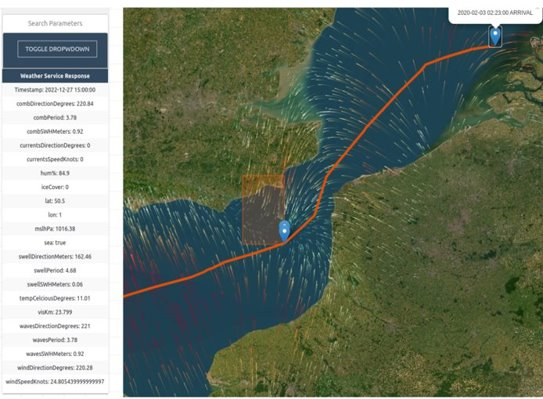 Search Parameters
2020-02-03 02:23:00 ARRIVAL
TOGGLE DROPWDOWN
Weather Service Response
Timestamp: 2022-12-27 15:00:00
combDirectionDegrees: 220.84
combPeriod: 3.78
combSWHMeters: 0.92
currentsDirectionDegrees: 0
currentsSpeedKnots: 0
hum%: 84.9
iceCover: 0
lat: 50.5
lon: 1
mslhPa: 1016.38
sea: true
swellDirectionMeters: 162.46
swellPeriod: 4.68
swellSWHMeters: 0.06
tempCelciousDegrees: 11.01
visKm: 23.799
wavesDirectionDegrees: 221
wavesPeriod: 3.78
wavesSWHMeters: 0.92
windDirectionDegrees: 220.28
windSpeedKnots: 24.805439999999997